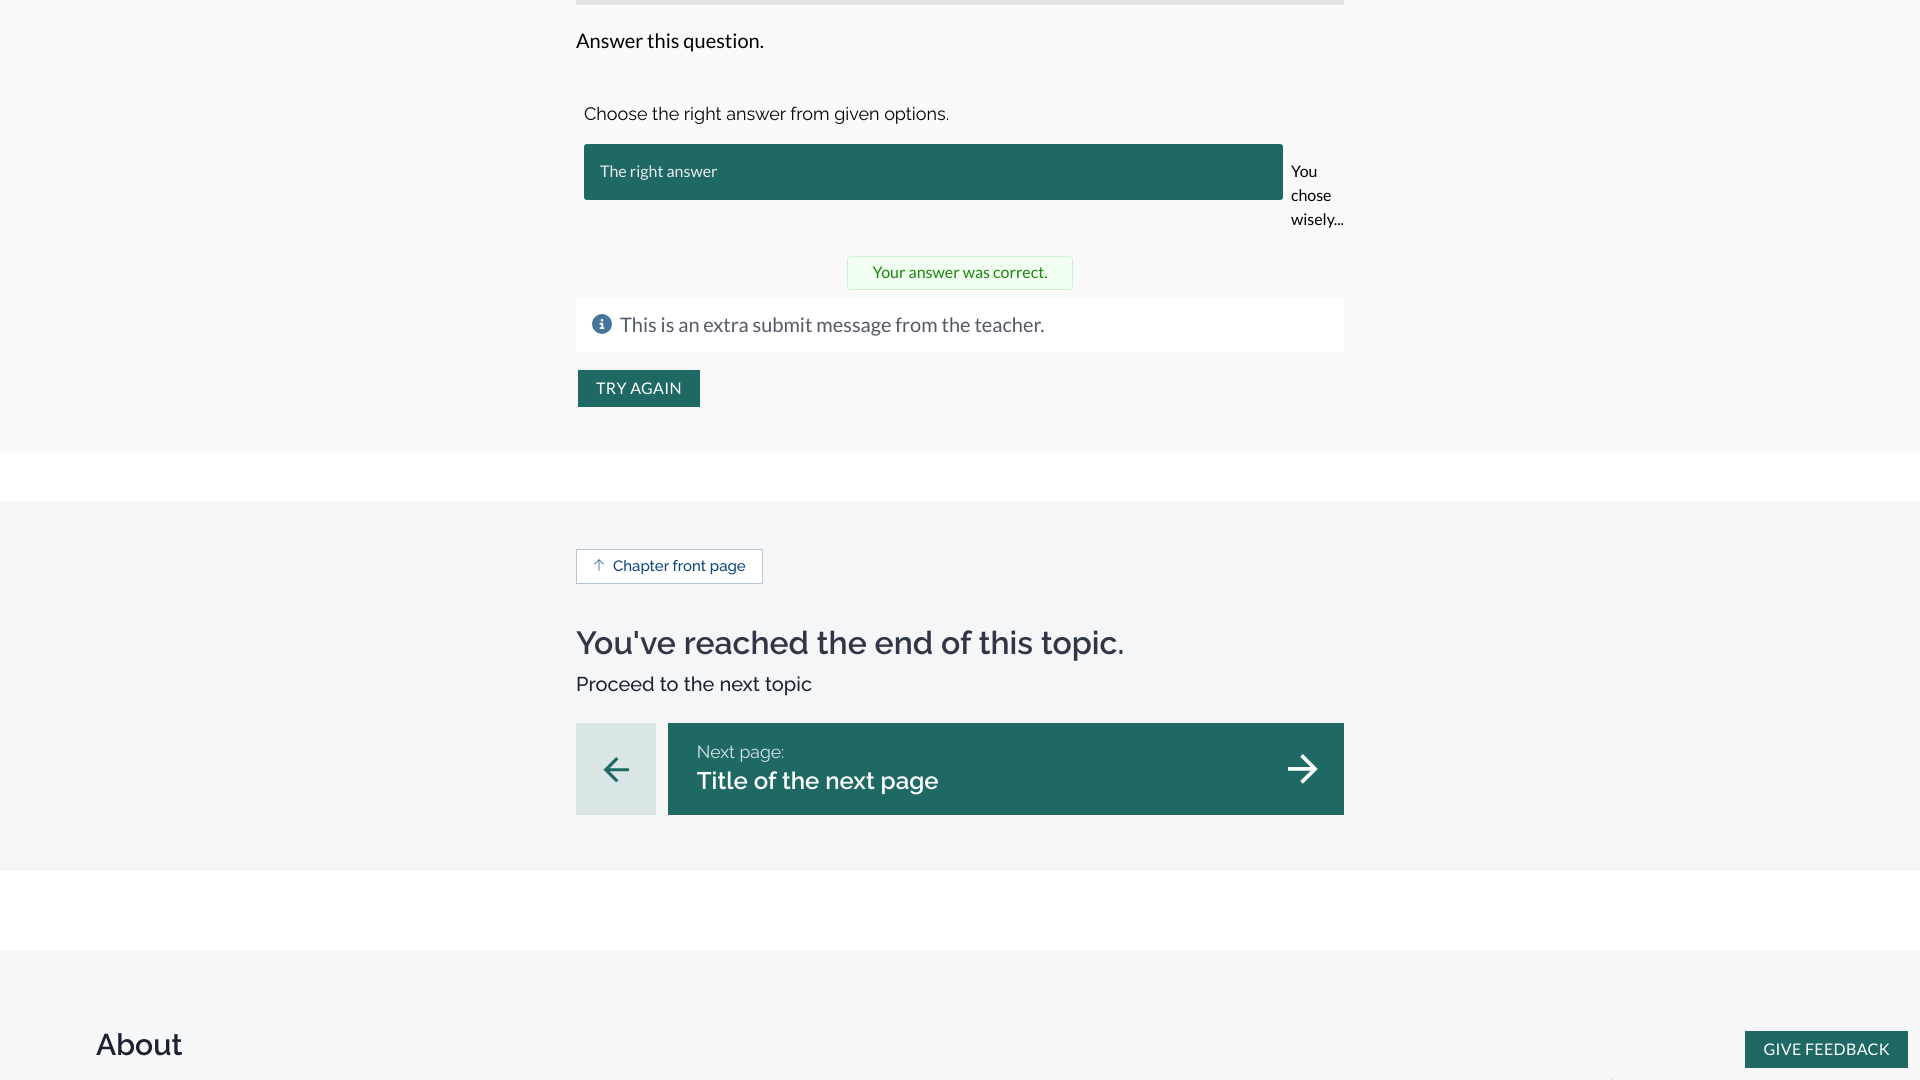 Answer this question.
Choose the right answer from given options.
The right answer
You
chose
wisely...
Your answer was correct.
This is an extra submit message from the teacher.
TRY AGAIN
Chapter front page
You've reached the end of this topic.
Proceed to the next topic
Next page:
Title of the next page
About
GIVE FEEDBACK